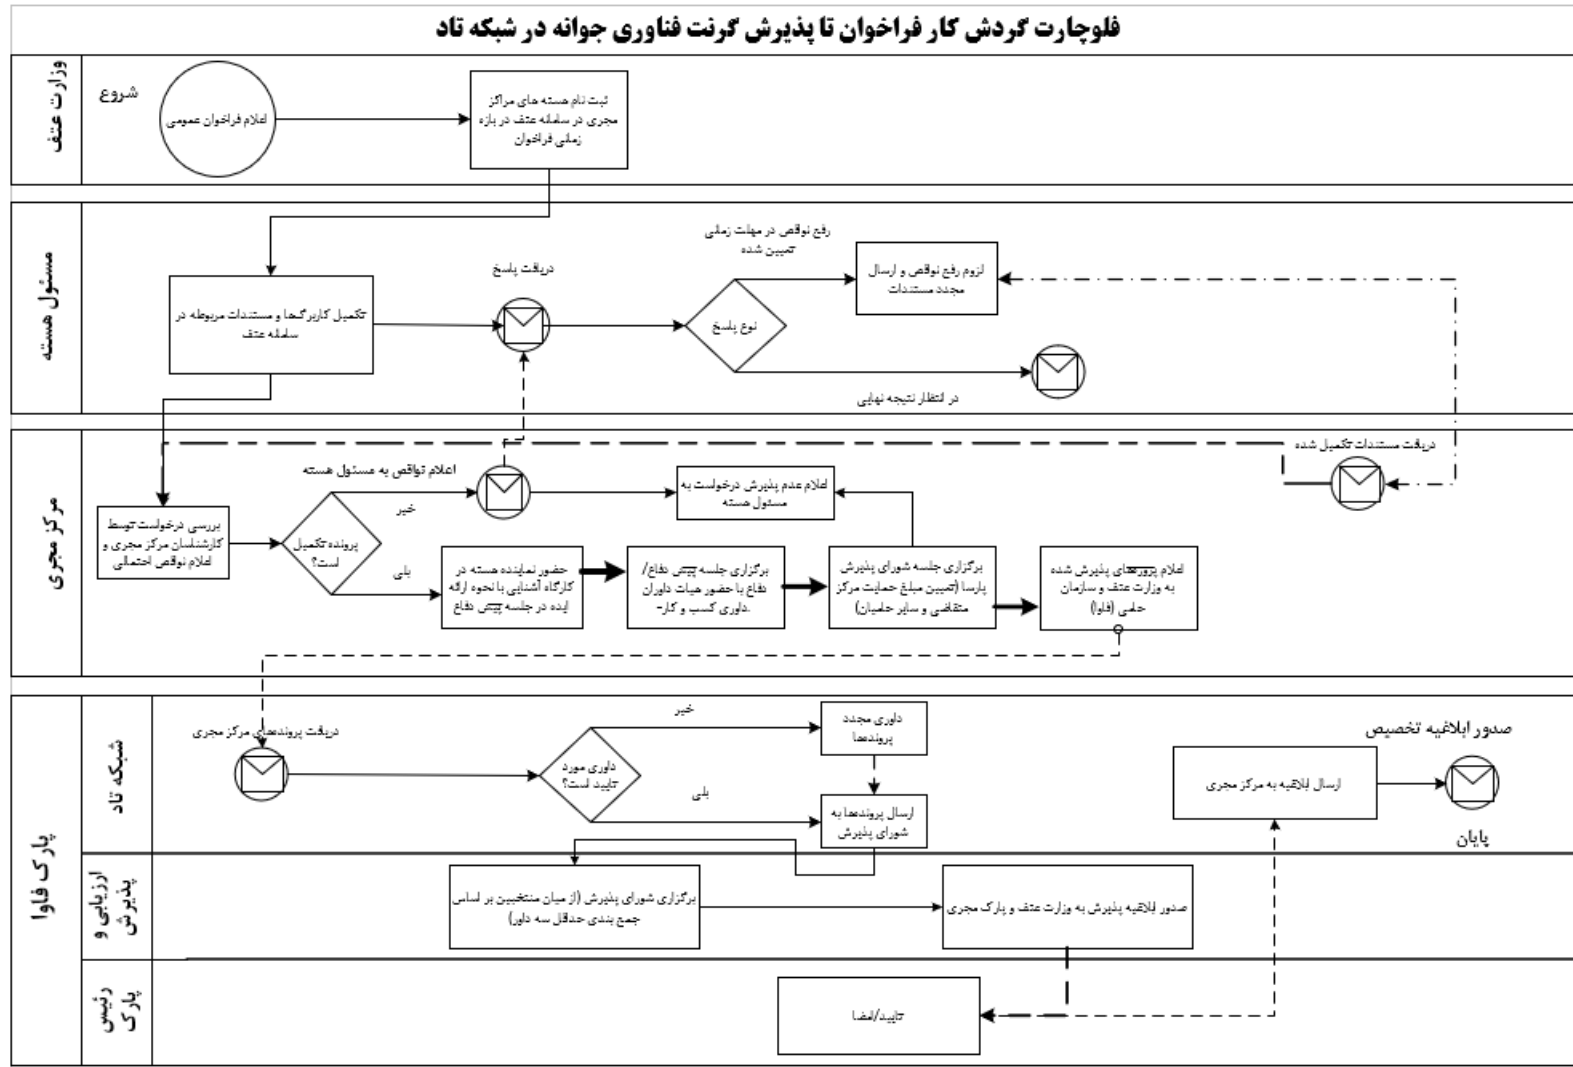 فلوچارت گردش کار فراخوان تا پذیرش گرنت فناوری جوانه در شبکه تاد
وزارت عتف
شروع
اعلام فراخوان عمومی
ثبت نام هسته های مراکز
مجری در سامانه عتف در بازه
زمانی فراخوان
مسئول هسته
تکمیل کاربرگ‌ها و مستندات مربوطه در
سامانه عتف
دریافت پاسخ
نوع پاسخ
رفع نواقص در مهلت زمانی
تعیین شده
لزوم رفع نواقص و ارسال
مجدد مستندات
در انتظار نتیجه نهایی
مرکز مجری
بررسی درخواست توسط
کارشناسان مرکز مجری و
اعلام نواقص احتمالی
پرونده تکمیل
است؟
اعلام نواقص به مسئول هسته
خیر
بلی
اعلام عدم پذیرش درخواست به
مسئول هسته
دریافت مستندات تکمیل شده
حضور نماینده هسته در
کارگاه آشنایی با نحوه ارائه
ایده در جلسه پیش دفاع
برگزاری جلسه پیش دفاع/
دفاع با حضور هیات داوران
داوری کسب و کار-.
برگزاری جلسه شورای پذیرش
پارسا (تعیین مبلغ حمایت مرکز
متقاضی و سایر حامیان)
اعلام پروژه‌های پذیرش شده
به وزارت عتف و سازمان
حامی (فاوا)
پارک فاوا
شبکه تاد
دریافت پرونده‌های مرکز مجری
داوری مورد
تایید است؟
خیر
بلی
داوری مجدد
پرونده‌ها
ارسال پرونده‌ها به
شورای پذیرش
ارسال ابلاغیه به مرکز مجری
صدور ابلاغیه تخصیص
پایان
ارزیابی و
پذیرش
برگزاری شورای پذیرش (از میان منتخبین بر اساس
جمع بندی حداقل سه داور)
صدور ابلاغیه پذیرش به وزارت عتف و پارک مجری
رئیس
پارک
تایید/امضا